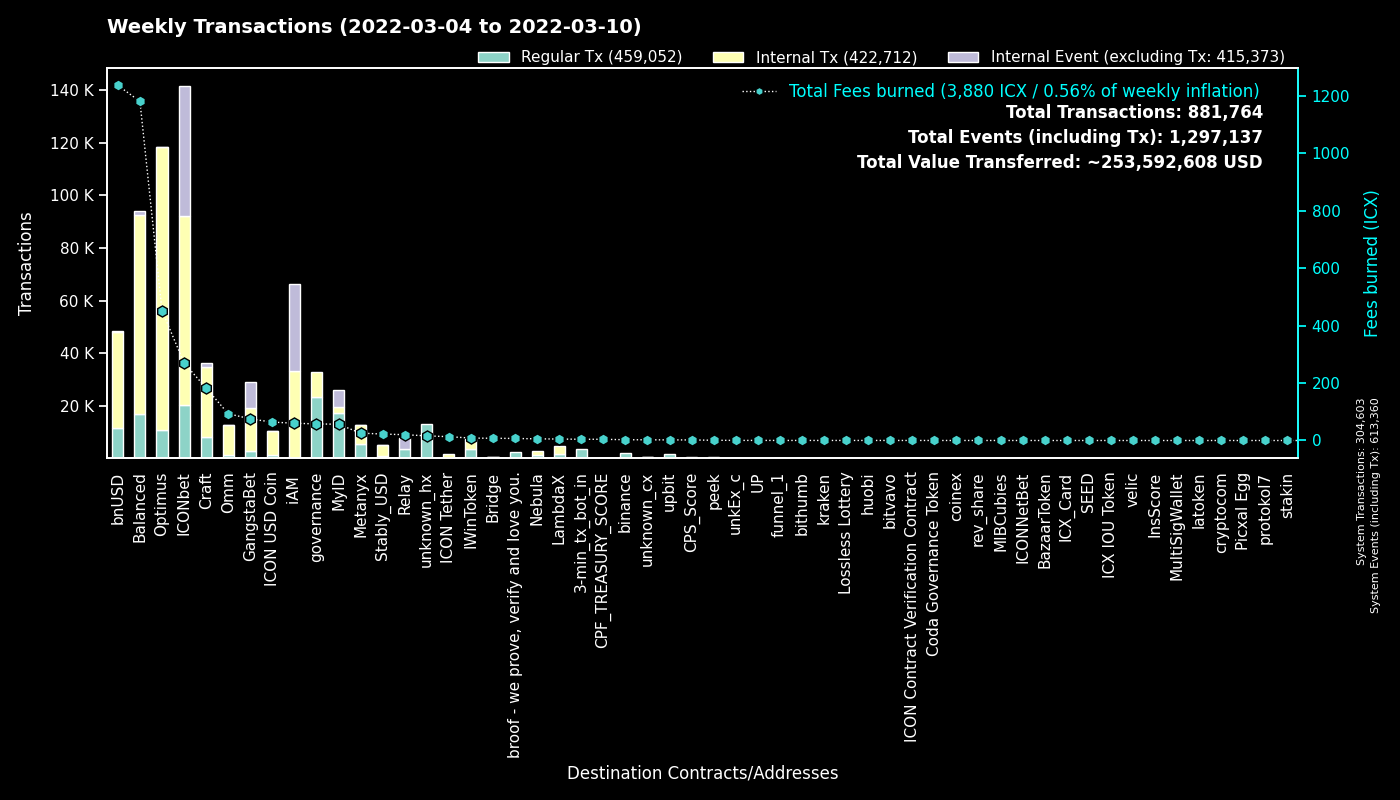 Weekly Transactions (2022-03-04 to 2022-03-10)
Regular Tx (459,052)
Internal Tx (422,712)
Internal Event (excluding Tx: 415,373)
Total Fees burned (3,880 ICX / 0.56% of weekly inflation)
Total Transactions: 881,764
Total Events (including Tx): 1,297,137
Total Value Transferred: ~253,592,608 USD
Transactions
140 K
120 K
100 K
80 K
60 K
40 K
20 K
1200
1000
800
600
400
200
0
Fees burned (ICX)
System Transactions: 304,603
System Events (including Tx): 613,360
bnUSD
Balanced
Optimus
ICONbet
Craft
Omm
GangstaBet
ICON USD Coin
iAM
governance
MyID
Metanyx
Stably_USD
Relay
unknown_hx
ICON Tether
IWinToken
Bridge
broof - we prove, verify and love you.
Nebula
LambdaX
3-min_tx_bot_in
CPF_TREASURY_SCORE
binance
unknown_cx
upbit
CPS_Score
peek
unkEx_c
UP
funnel_1
bithumb
kraken
Lossless Lottery
huobi
bitvavo
ICON Contract Verification Contract
Coda Governance Token
coinex
rev_share
MIBCubies
ICONNetBet
BazaarToken
ICX_Card
SEED
ICX IOU Token
velic
InsScore
MultiSigWallet
latoken
cryptocom
Picxal Egg
protokol7
stakin
Destination Contracts/Addresses